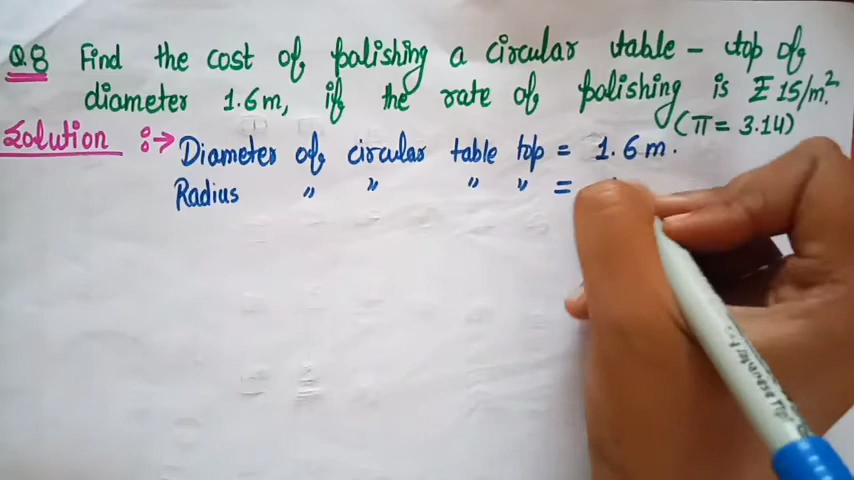 Q.8 Find the cost of polishing a circular table - top of
diameter 1.6m, if the rate of polishing is ₹15/m².
(π = 3.14)
Solution :→ Diameter of circular table top = 1.6 m.
Radius " " " " =